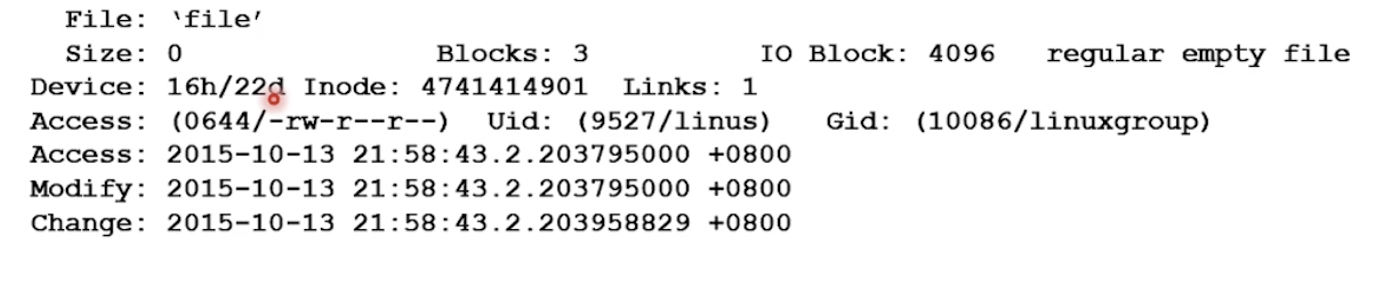 File: ‘file’
Size: 0 Blocks: 3 IO Block: 4096 regular empty file
Device: 16h/22d Inode: 4741414901 Links: 1
Access: (0644/-rw-r--r--) Uid: (9527/linus) Gid: (10086/linuxgroup)
Access: 2015-10-13 21:58:43.2.203795000 +0800
Modify: 2015-10-13 21:58:43.2.203795000 +0800
Change: 2015-10-13 21:58:43.2.203958829 +0800